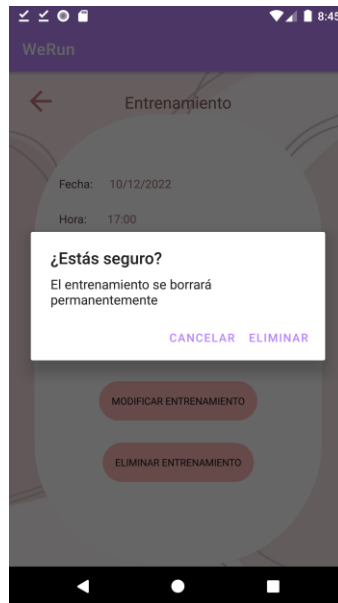 8:45
WeRun
Entrenamiento
Fecha: 10/12/2022
Hora: 17:00
¿Estás seguro?
El entrenamiento se borrará
permanentemente
CANCELAR ELIMINAR
MODIFICAR ENTRENAMIENTO
ELIMINAR ENTRENAMIENTO